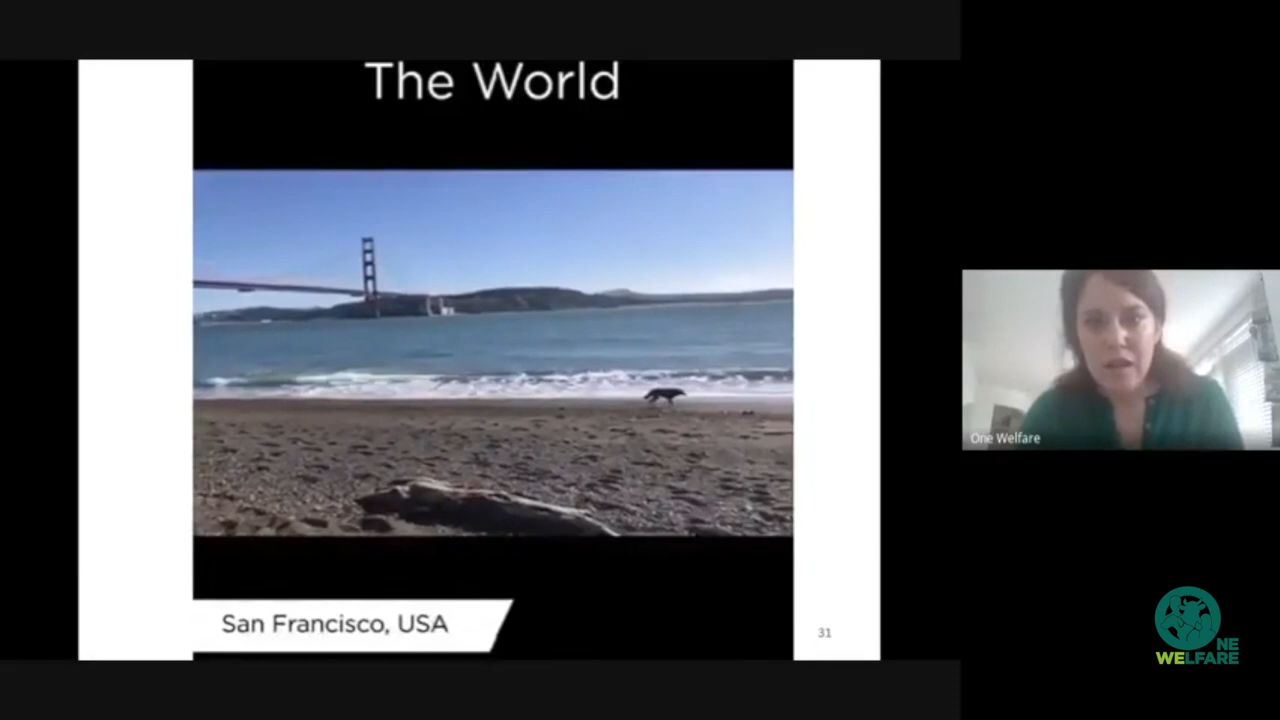 The World
San Francisco, USA
31
One Welfare
ONE
WELFARE